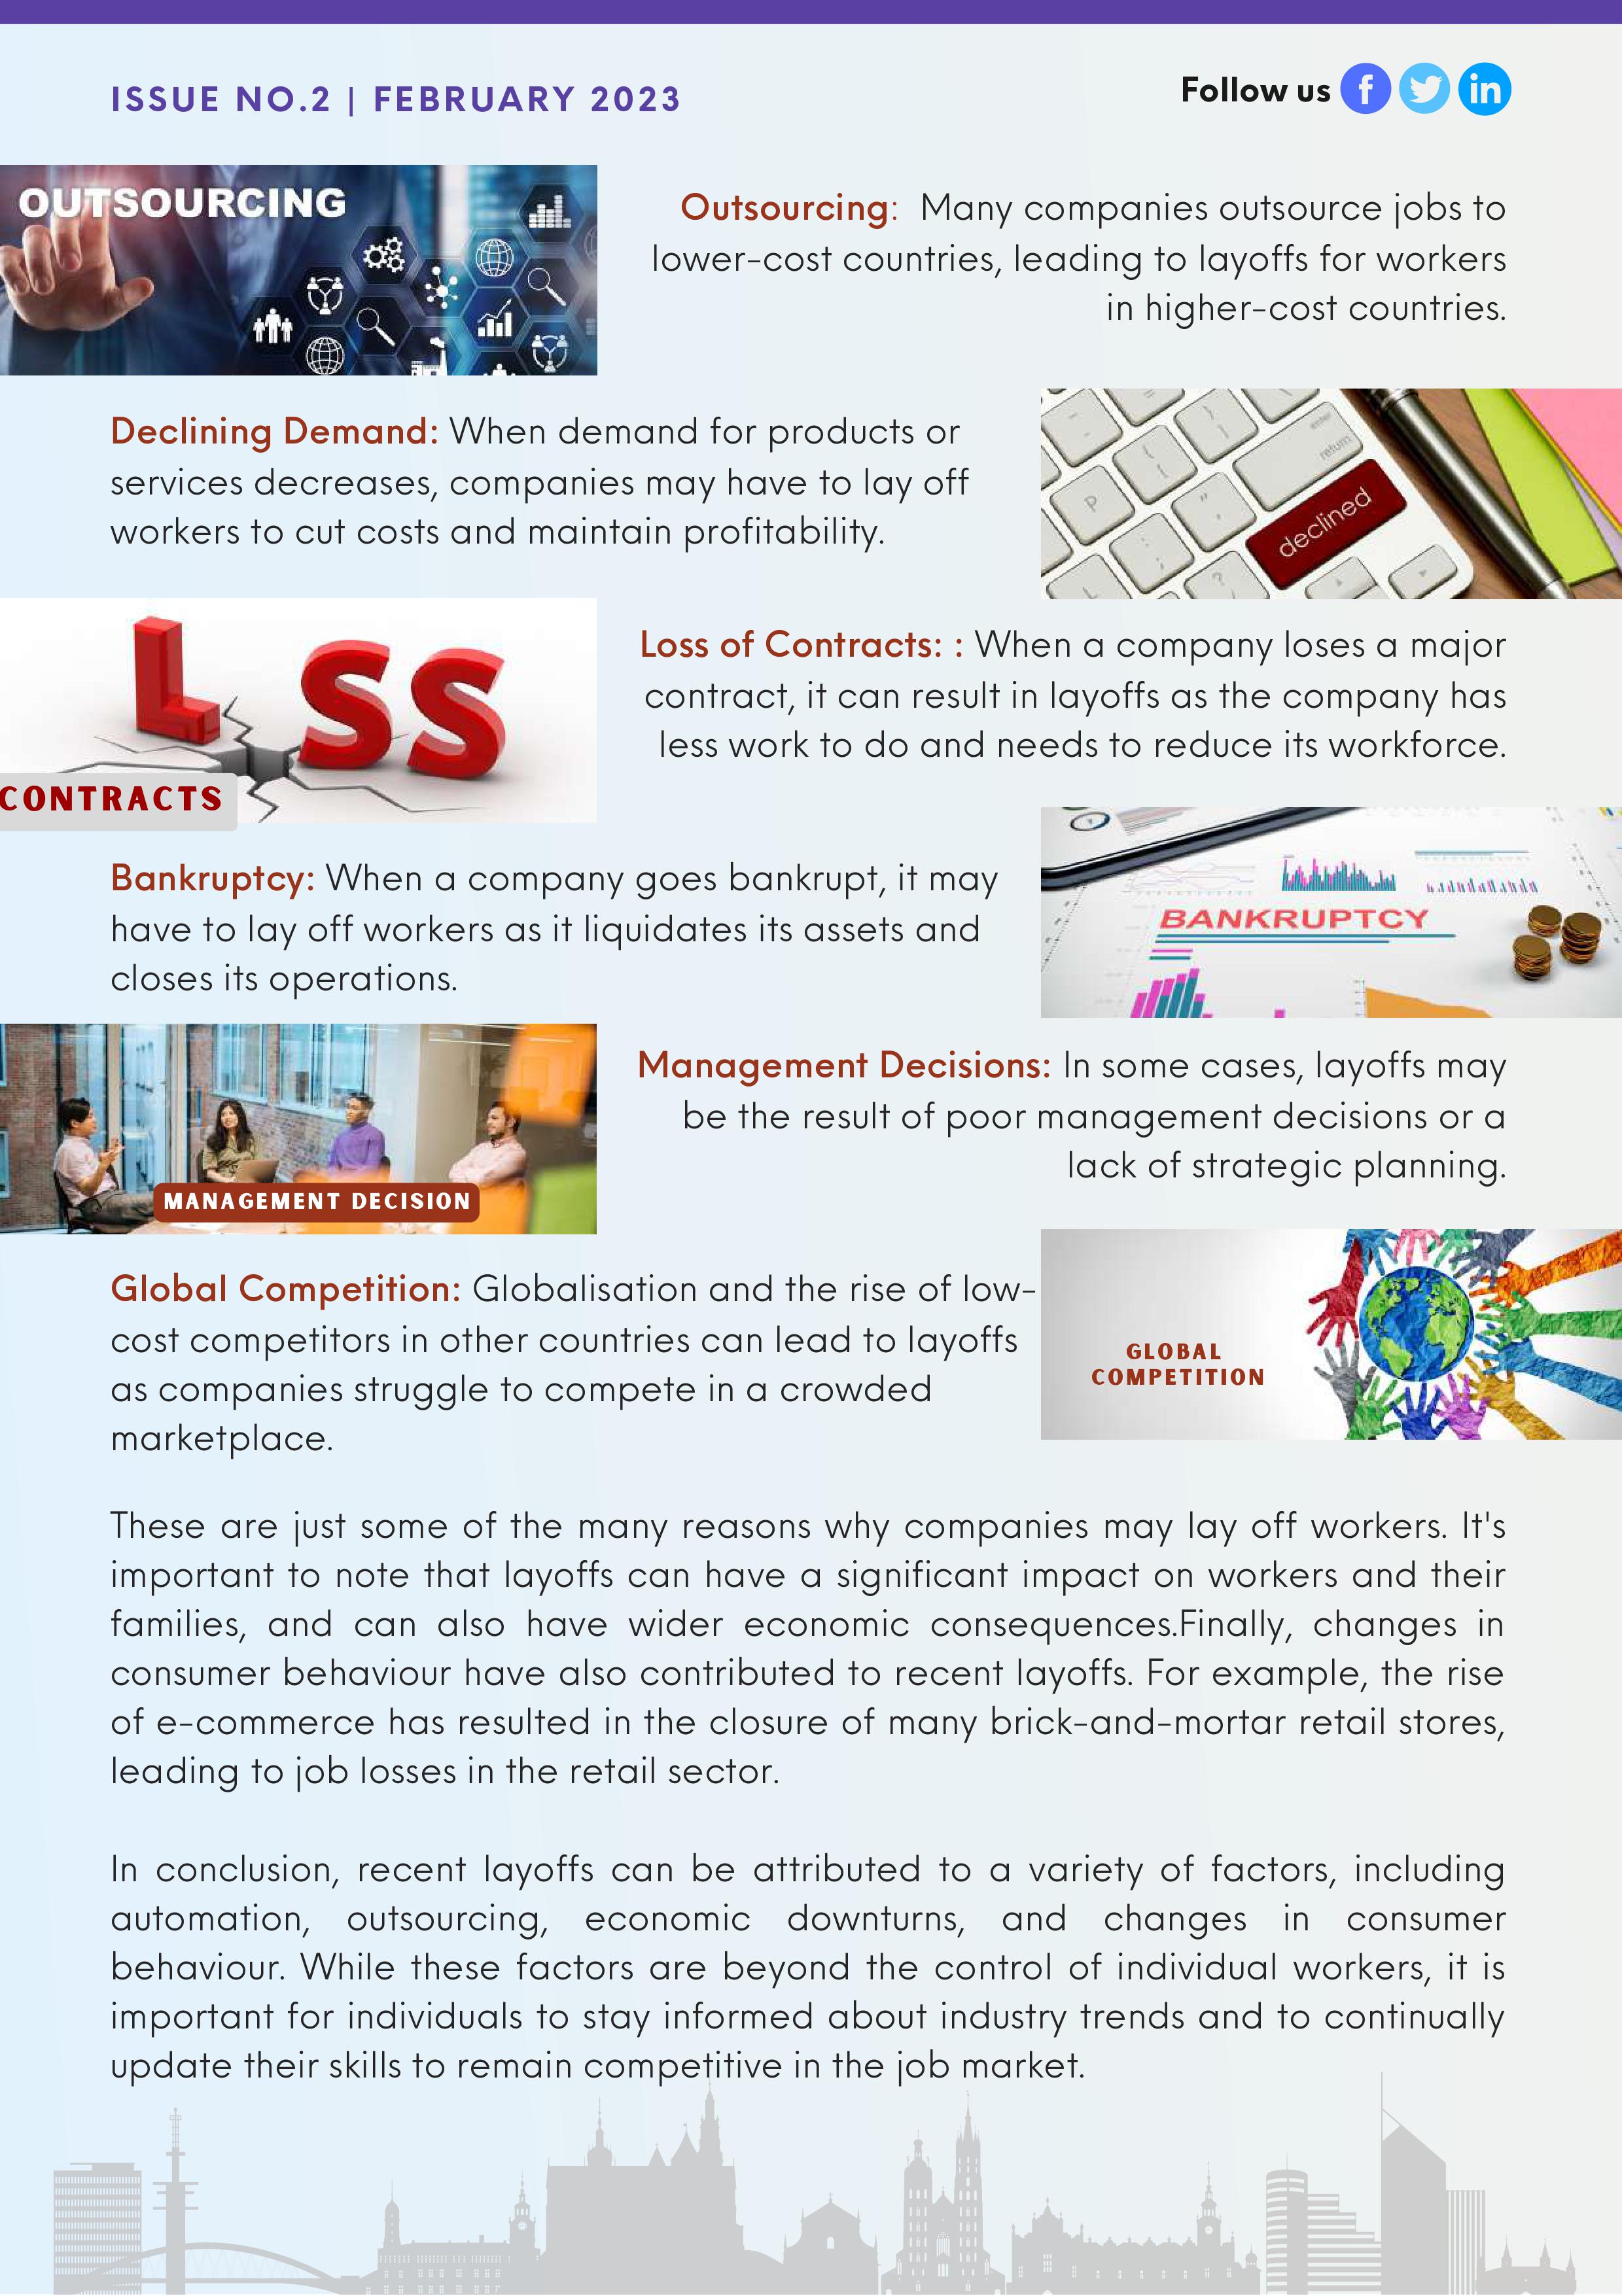 ISSUE NO.2 | FEBRUARY 2023
Follow us
OUTSOURCING
Outsourcing: Many companies outsource jobs to
lower-cost countries, leading to layoffs for workers
in higher-cost countries.
Declining Demand: When demand for products or
services decreases, companies may have to lay off
workers to cut costs and maintain profitability.
enter
return
P
declined
L SS
CONTRACTS
Loss of Contracts: : When a company loses a major
contract, it can result in layoffs as the company has
less work to do and needs to reduce its workforce.
Bankruptcy: When a company goes bankrupt, it may
have to lay off workers as it liquidates its assets and
closes its operations.
BANKRUPTCY
MANAGEMENT DECISION
Management Decisions: In some cases, layoffs may
be the result of poor management decisions or a
lack of strategic planning.
Global Competition: Globalisation and the rise of low-
cost competitors in other countries can lead to layoffs
as companies struggle to compete in a crowded
marketplace.
GLOBAL
COMPETITION
These are just some of the many reasons why companies may lay off workers. It's
important to note that layoffs can have a significant impact on workers and their
families, and can also have wider economic consequences.Finally, changes in
consumer behaviour have also contributed to recent layoffs. For example, the rise
of e-commerce has resulted in the closure of many brick-and-mortar retail stores,
leading to job losses in the retail sector.
In conclusion, recent layoffs can be attributed to a variety of factors, including
automation, outsourcing, economic downturns, and changes in consumer
behaviour. While these factors are beyond the control of individual workers, it is
important for individuals to stay informed about industry trends and to continually
update their skills to remain competitive in the job market.